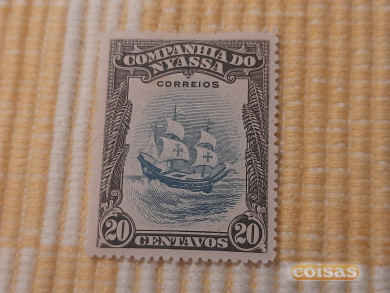 COMPANHIA DO
NYASSA
CORREIOS
20 CENTAVOS 20
coisas